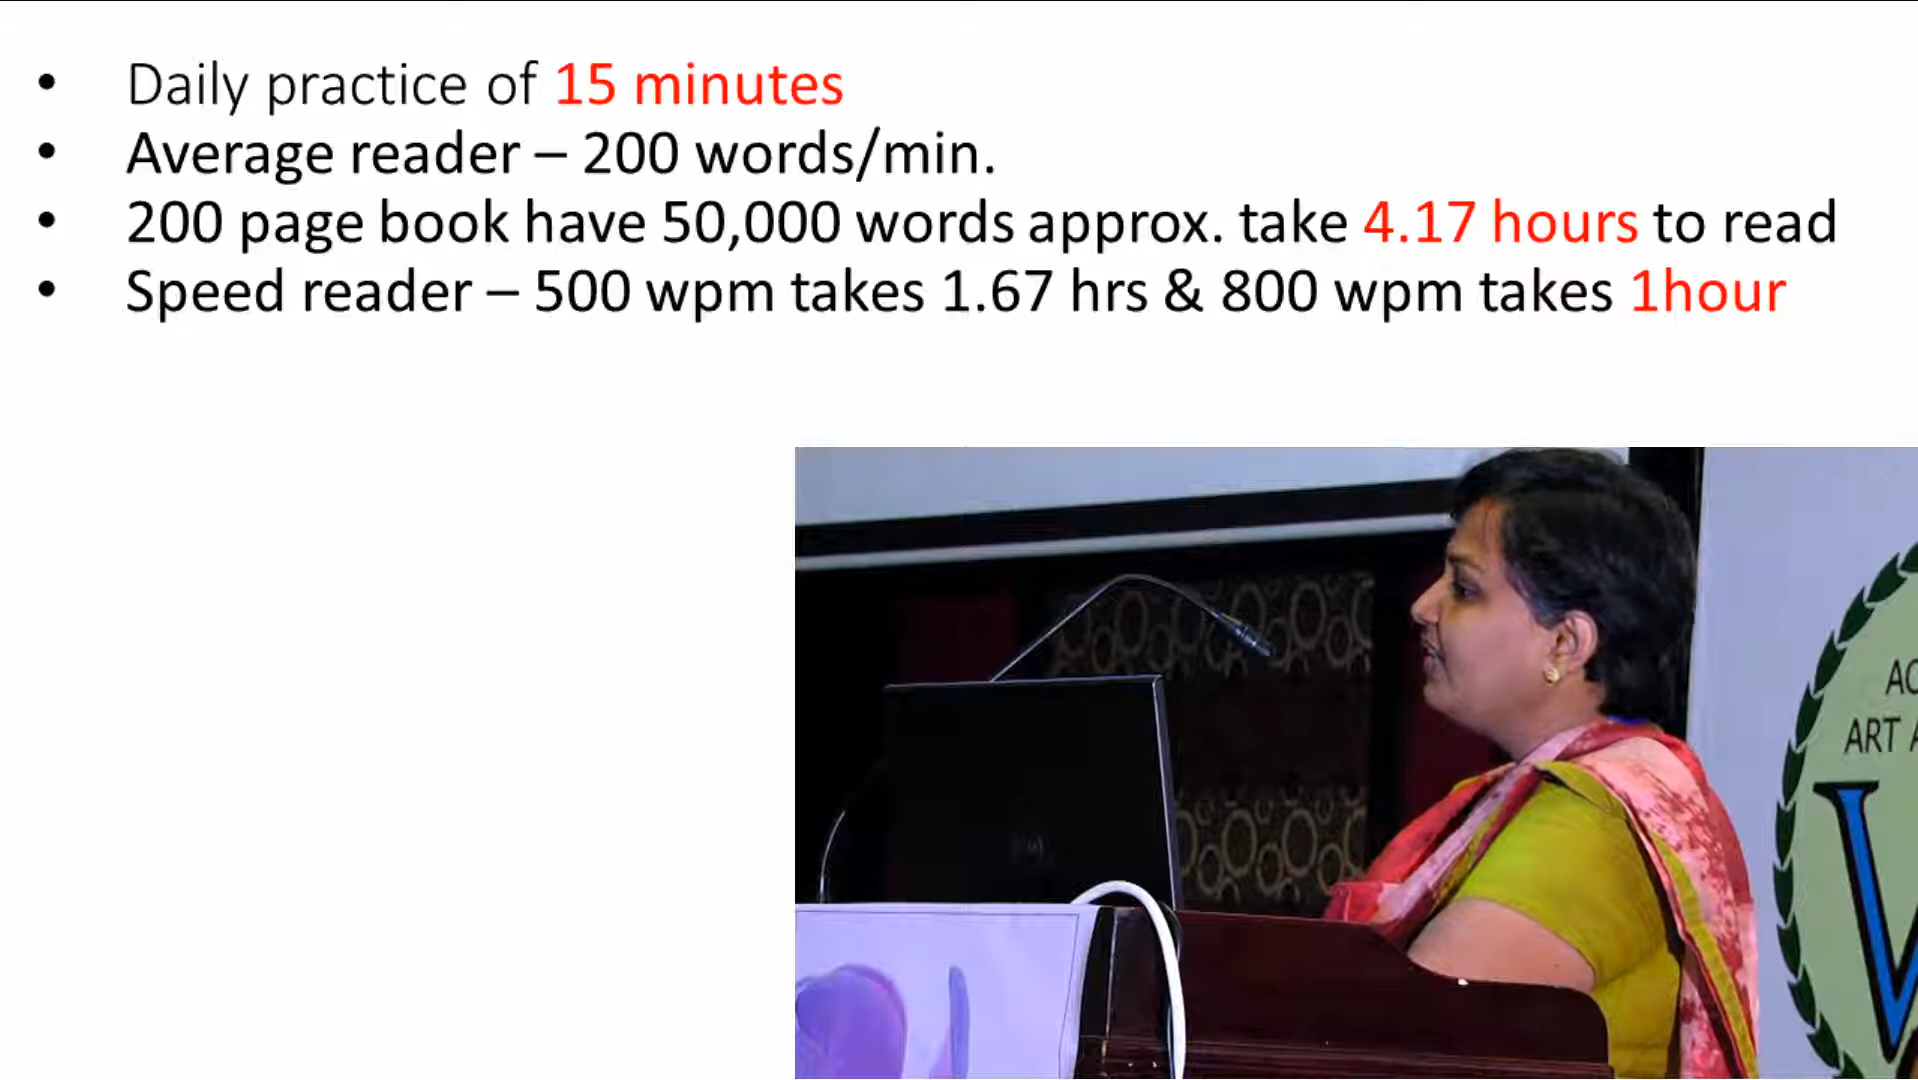 • Daily practice of 15 minutes
• Average reader – 200 words/min.
• 200 page book have 50,000 words approx. take 4.17 hours to read
• Speed reader – 500 wpm takes 1.67 hrs & 800 wpm takes 1hour
ART